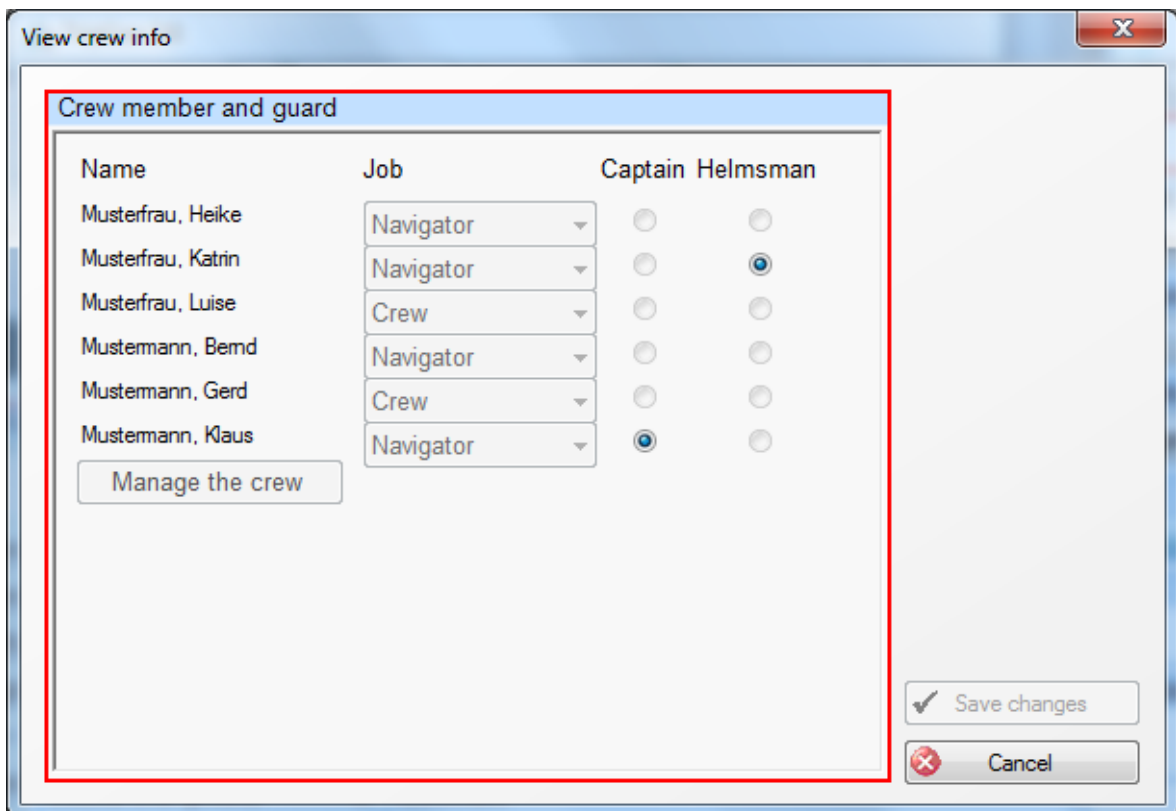 View crew info
Crew member and guard
Name Job Captain Helmsman
Musterfrau, Heike Navigator
Musterfrau, Katrin Navigator
Musterfrau, Luise Crew
Mustermann, Bernd Navigator
Mustermann, Gerd Crew
Mustermann, Klaus Navigator
Manage the crew
Save changes
Cancel